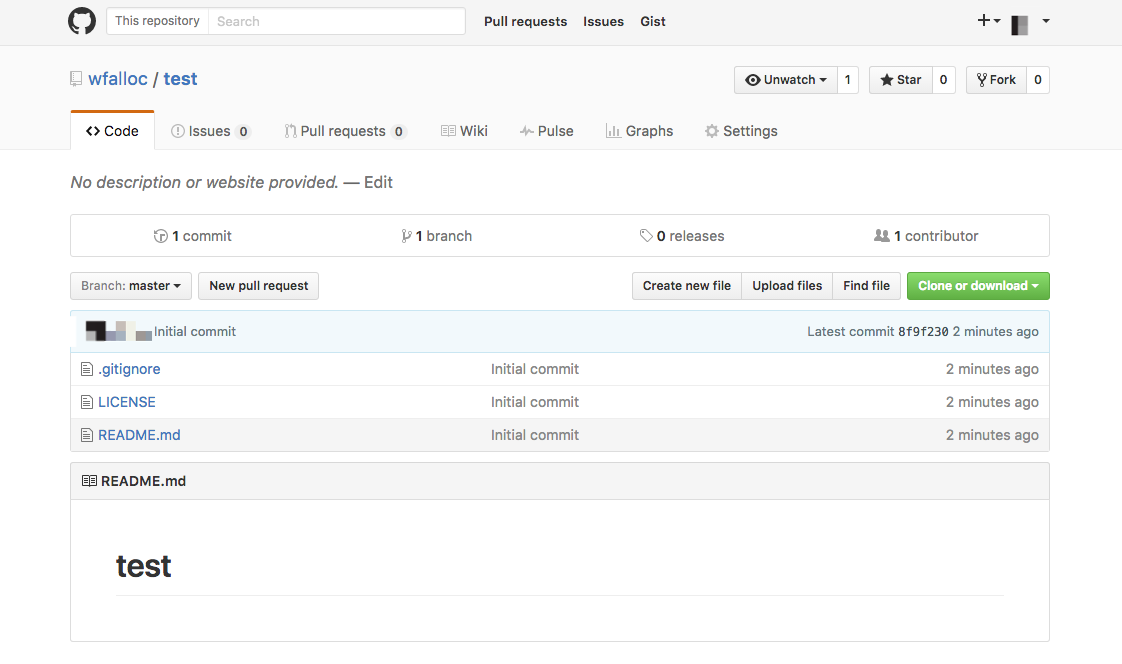 This repository Search Pull requests Issues Gist
wfalloc / test Unwatch 1 Star 0 Fork 0
Code Issues 0 Pull requests 0 Wiki Pulse Graphs Settings
No description or website provided. — Edit
1 commit 1 branch 0 releases 1 contributor
Branch: master New pull request Create new file Upload files Find file Clone or download
Initial commit Latest commit 8f9f230 2 minutes ago
.gitignore Initial commit 2 minutes ago
LICENSE Initial commit 2 minutes ago
README.md Initial commit 2 minutes ago
README.md
test